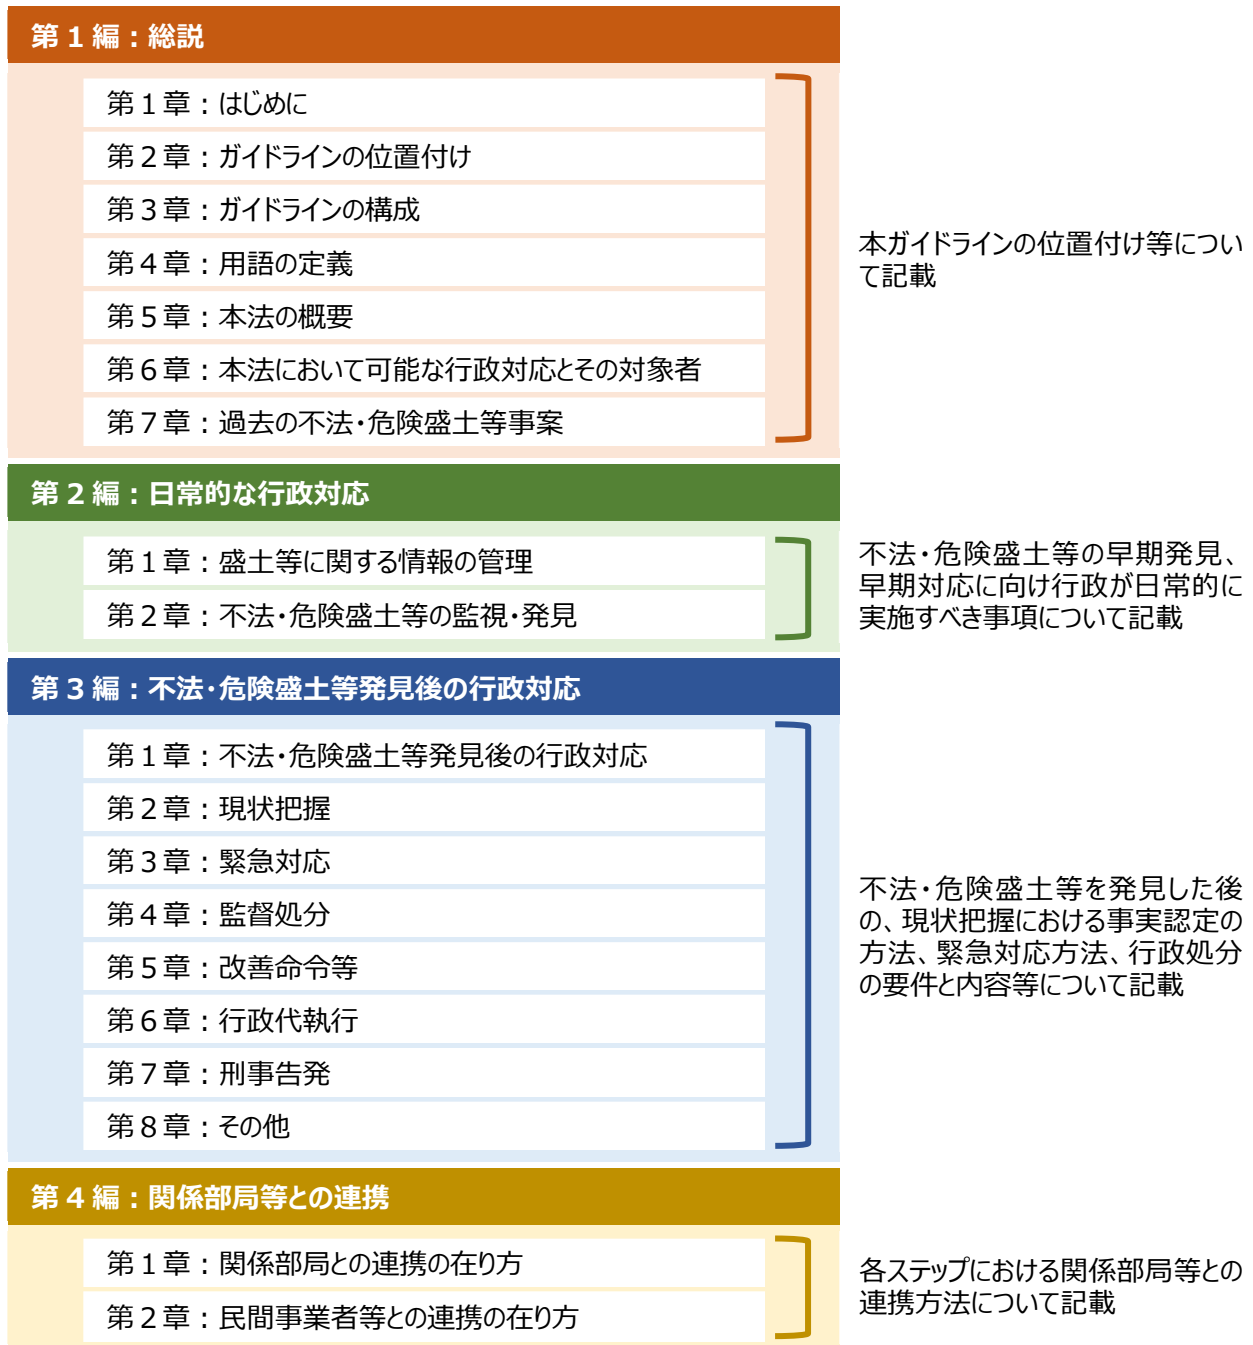 第1編：総説
第1章：はじめに
第2章：ガイドラインの位置付け
第3章：ガイドラインの構成
第4章：用語の定義
第5章：本法の概要
第6章：本法において可能な行政対応とその対象者
第7章：過去の不法・危険盛土等事案
本ガイドラインの位置付け等につい
て記載
第2編：日常的な行政対応
第1章：盛土等に関する情報の管理
第2章：不法・危険盛土等の監視・発見
不法・危険盛土等の早期発見、
早期対応に向け行政が日常的に
実施すべき事項について記載
第3編：不法・危険盛土等発見後の行政対応
第1章：不法・危険盛土等発見後の行政対応
第2章：現状把握
第3章：緊急対応
第4章：監督処分
第5章：改善命令等
第6章：行政代執行
第7章：刑事告発
第8章：その他
不法・危険盛土等を発見した後
の、現状把握における事実認定の
方法、緊急対応方法、行政処分
の要件と内容等について記載
第4編：関係部局等との連携
第1章：関係部局との連携の在り方
第2章：民間事業者等との連携の在り方
各ステップにおける関係部局等との
連携方法について記載